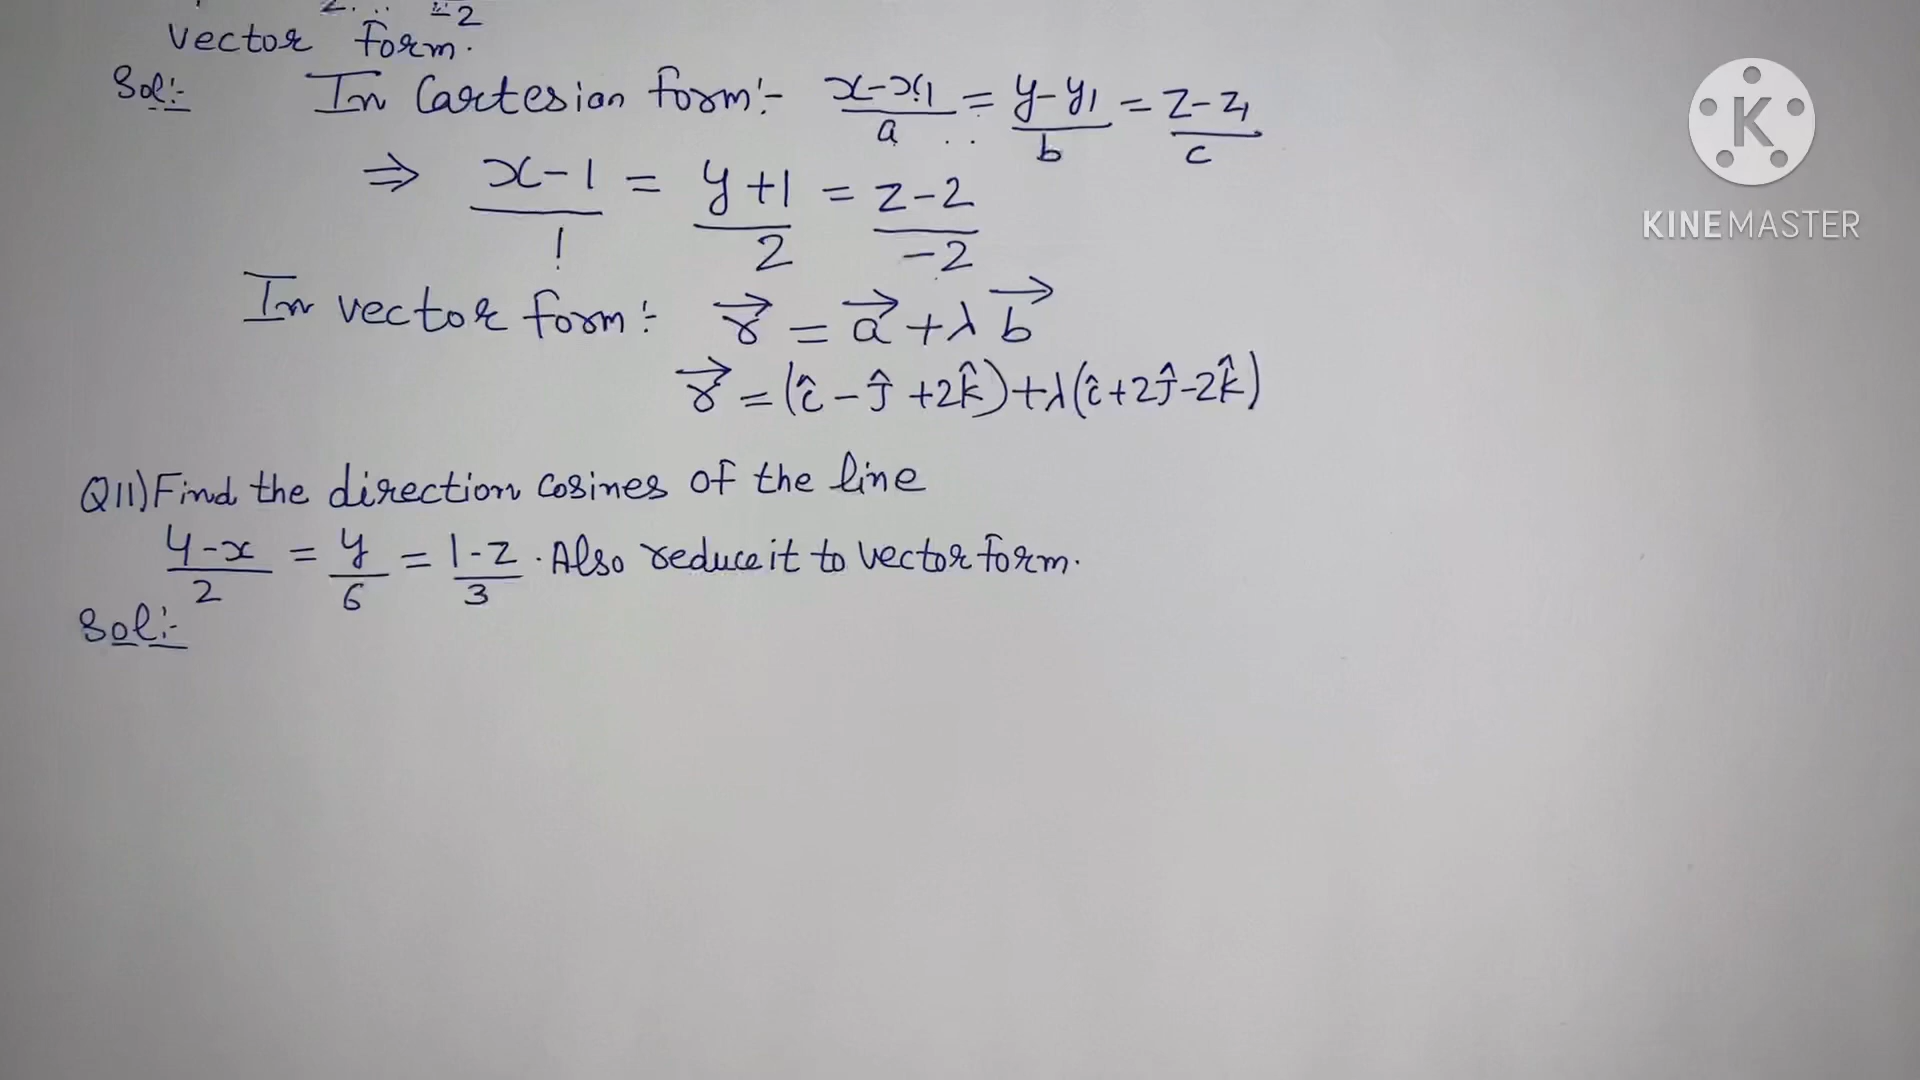 vector form.
Sol:- In Cartesian form:- x-x1/a = y-y1/b = z-z1/c
⇒ x-1/1 = y+1/2 = z-2/-2
In vector form:- r⃗ = a⃗ + λ b⃗
r⃗ = (î - ĵ + 2k̂) + λ(î + 2ĵ - 2k̂)
Q11) Find the direction cosines of the line
4-x/2 = y/6 = 1-z/3 . Also reduce it to vector form.
Sol:-
K
KINEMASTER